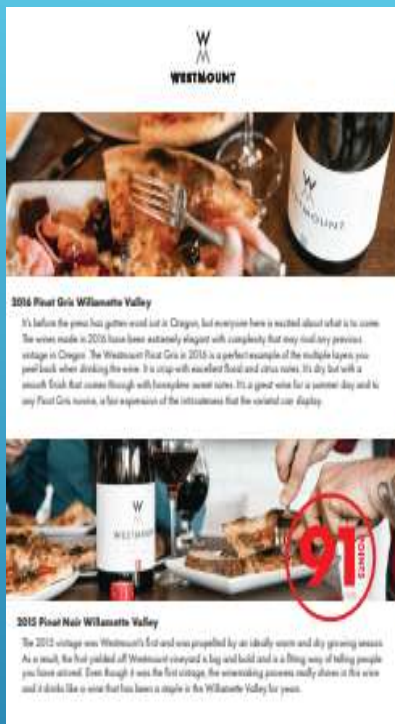 W
M
WESTMOUNT
W
M
WESTMOUNT
2016 Pinot Gris Willamette Valley
It's before the press has gotten word out in Oregon, but everyone here is excited about what is to come.
The wines made in 2016 have been extremely elegant with complexity that may rival any previous
vintage in Oregon. The Westmount Pinot Gris in 2016 is a perfect example of the multiple layers you
peel back when drinking the wine. It is crisp with excellent floral and citrus notes. It's dry but with a
smooth finish that comes through with honeydew sweet notes. It's a great wine for a summer day and to
any Pinot Gris novice, a fair expression of the intricateness that the varietal can display.
W
M
WESTMOUNT
91
POINTS
2015 Pinot Noir Willamette Valley
The 2015 vintage was Westmount's first and was propelled by an ideally warm and dry growing season.
As a result, the fruit yielded off Westmount vineyard is big and bold and is a fitting way of telling people
you have arrived. Even though it was the first vintage, the winemaking prowess really shines in this wine
and it drinks like a wine that has been a staple in the Willamette Valley for years.